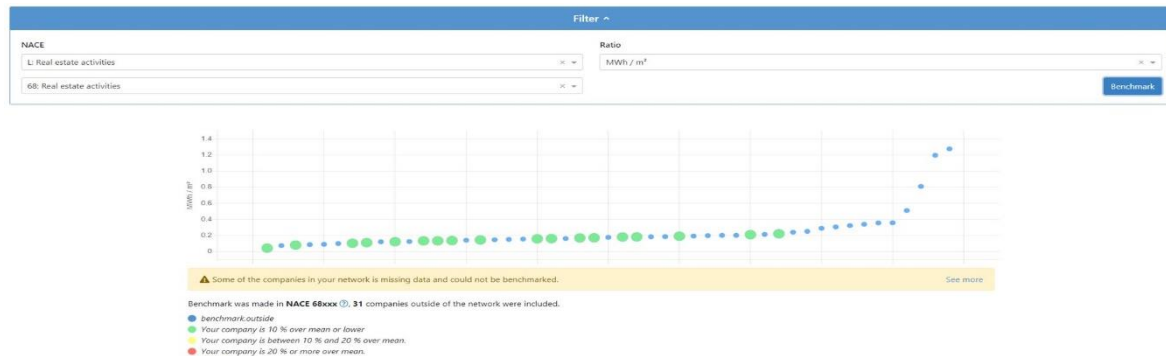 Filter ^
NACE
Ratio
L: Real estate activities
MWh / m²
68: Real estate activities
Benchmark
1.4
1.2
1.0
0.8
0.6
0.4
0.2
0
MWh / m²
Some of the companies in your network is missing data and could not be benchmarked.
See more
Benchmark was made in NACE 68xxx ?, 31 companies outside of the network were included.
benchmark.outside
Your company is 10 % over mean or lower
Your company is between 10 % and 20 % over mean.
Your company is 20 % or more over mean.